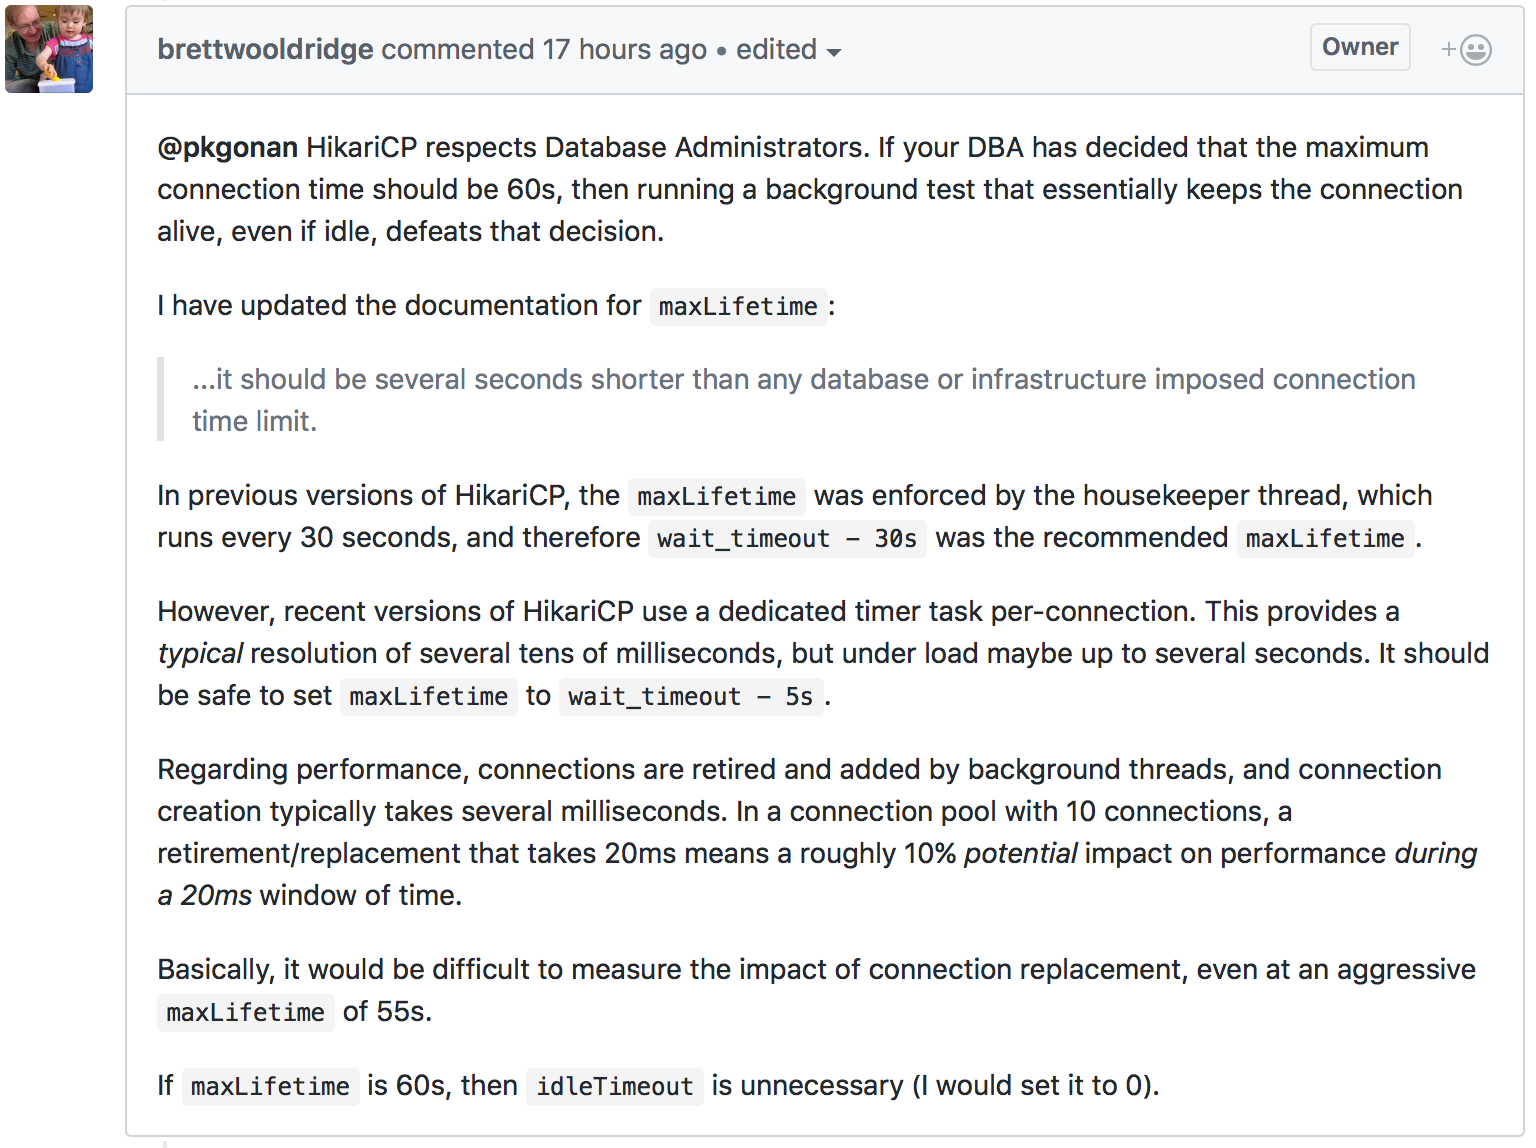 brettwooldridge commented 17 hours ago • edited
Owner
@pkgonan HikariCP respects Database Administrators. If your DBA has decided that the maximum
connection time should be 60s, then running a background test that essentially keeps the connection
alive, even if idle, defeats that decision.
I have updated the documentation for maxLifetime:
...it should be several seconds shorter than any database or infrastructure imposed connection
time limit.
In previous versions of HikariCP, the maxLifetime was enforced by the housekeeper thread, which
runs every 30 seconds, and therefore wait_timeout - 30s was the recommended maxLifetime.
However, recent versions of HikariCP use a dedicated timer task per-connection. This provides a
typical resolution of several tens of milliseconds, but under load maybe up to several seconds. It should
be safe to set maxLifetime to wait_timeout - 5s.
Regarding performance, connections are retired and added by background threads, and connection
creation typically takes several milliseconds. In a connection pool with 10 connections, a
retirement/replacement that takes 20ms means a roughly 10% potential impact on performance during
a 20ms window of time.
Basically, it would be difficult to measure the impact of connection replacement, even at an aggressive
maxLifetime of 55s.
If maxLifetime is 60s, then idleTimeout is unnecessary (I would set it to 0).